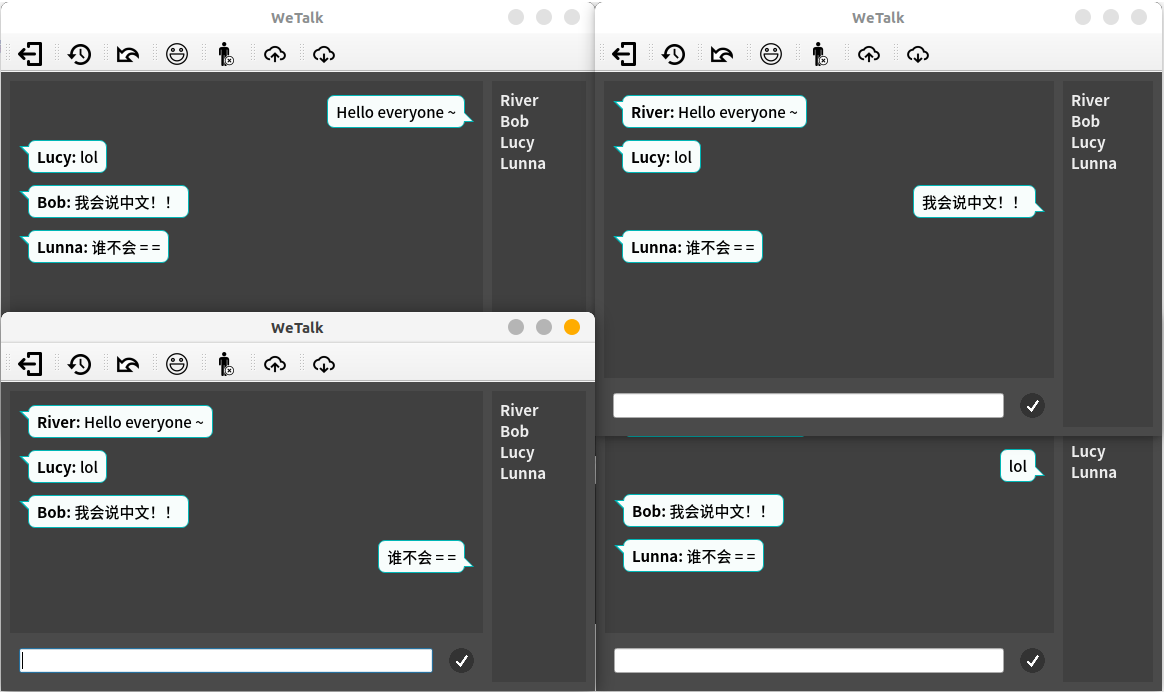 WeTalk
Hello everyone ~
Lucy: lol
Bob: 我会说中文！！
Lunna: 谁不会 = =
River
Bob
Lucy
Lunna
WeTalk
River: Hello everyone ~
Lucy: lol
我会说中文！！
Lunna: 谁不会 = =
River
Bob
Lucy
Lunna
WeTalk
River: Hello everyone ~
Lucy: lol
Bob: 我会说中文！！
谁不会 = =
River
Bob
Lucy
Lunna
lol
Bob: 我会说中文！！
Lunna: 谁不会 = =
Lucy
Lunna